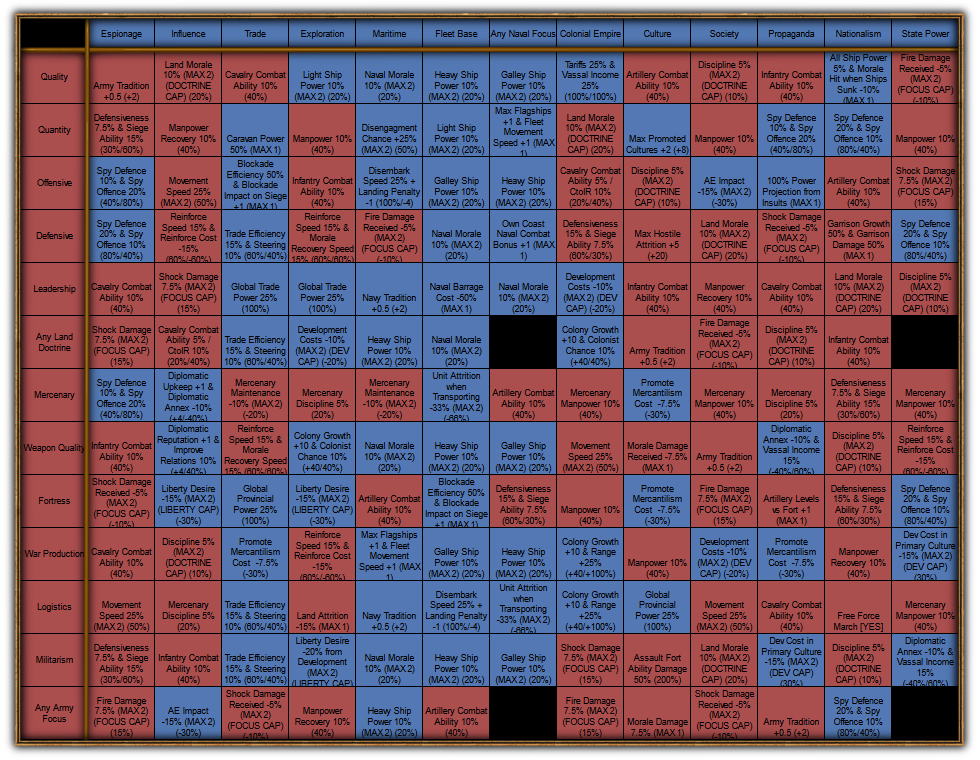 Espionage
Influence
Trade
Exploration
Maritime
Fleet Base
Any Naval Focus
Colonial Empire
Culture
Society
Propaganda
Nationalism
State Power
Quality
Army Tradition
+0.5 (+2)
Land Morale
10% (MAX 2)
(DOCTRINE
CAP) (20%)
Cavalry Combat
Ability 10%
(40%)
Light Ship
Power 10%
(MAX 2) (20%)
Naval Morale
10% (MAX 2)
(20%)
Heavy Ship
Power 10%
(MAX 2) (20%)
Galley Ship
Power 10%
(MAX 2) (20%)
Tariffs 25% &
Vassal Income
25%
(100%/100%)
Artillery Combat
Ability 10%
(40%)
Discipline 5%
(MAX 2)
(DOCTRINE
CAP) (10%)
Infantry Combat
Ability 10%
(40%)
All Ship Power
5% & Morale
Hit when Ships
Sunk -10%
(MAX 1)
Fire Damage
Received -5%
(MAX 2)
(FOCUS CAP)
(-10%)
Quantity
Defensiveness
7.5% & Siege
Ability 15%
(30%/60%)
Manpower
Recovery 10%
(40%)
Caravan Power
50% (MAX 1)
Manpower 10%
(40%)
Disengagment
Chance +25%
(MAX 2) (50%)
Light Ship
Power 10%
(MAX 2) (20%)
Max Flagships
+1 & Fleet
Movement
Speed +1 (MAX
1)
Land Morale
10% (MAX 2)
(DOCTRINE
CAP) (20%)
Max Promoted
Cultures +2 (+8)
Manpower 10%
(40%)
Spy Defence
10% & Spy
Offence 20%
(40%/80%)
Spy Defence
20% & Spy
Offence 10%
(80%/40%)
Manpower 10%
(40%)
Offensive
Spy Defence
10% & Spy
Offence 20%
(40%/80%)
Movement
Speed 25%
(MAX 2) (50%)
Blockade
Efficiency 50%
& Blockade
Impact on Siege
+1 (MAX 1)
Infantry Combat
Ability 10%
(40%)
Disembark
Speed 25% +
Landing Penalty
-1 (100%/-4)
Galley Ship
Power 10%
(MAX 2) (20%)
Heavy Ship
Power 10%
(MAX 2) (20%)
Cavalry Combat
Ability 5% /
CtoIR 10%
(20%/40%)
Discipline 5%
(MAX 2)
(DOCTRINE
CAP) (10%)
AE Impact
-15% (MAX 2)
(-30%)
100% Power
Projection from
Insults (MAX 1)
Artillery Combat
Ability 10%
(40%)
Shock Damage
7.5% (MAX 2)
(FOCUS CAP)
(15%)
Defensive
Spy Defence
20% & Spy
Offence 10%
(80%/40%)
Reinforce
Speed 15% &
Reinforce Cost
-15%
(60%/-60%)
Trade Efficiency
15% & Steering
10% (60%/40%)
Reinforce
Speed 15% &
Morale
Recovery Speed
15% (60%/60%)
Fire Damage
Received -5%
(MAX 2)
(FOCUS CAP)
(-10%)
Naval Morale
10% (MAX 2)
(20%)
Own Coast
Naval Combat
Bonus +1 (MAX
1)
Defensiveness
15% & Siege
Ability 7.5%
(60%/30%)
Max Hostile
Attrition +5
(+20)
Land Morale
10% (MAX 2)
(DOCTRINE
CAP) (20%)
Shock Damage
Received -5%
(MAX 2)
(FOCUS CAP)
(-10%)
Garrison Growth
50% & Garrison
Damage 50%
(MAX 1)
Spy Defence
20% & Spy
Offence 10%
(80%/40%)
Leadership
Cavalry Combat
Ability 10%
(40%)
Shock Damage
7.5% (MAX 2)
(FOCUS CAP)
(15%)
Global Trade
Power 25%
(100%)
Global Trade
Power 25%
(100%)
Navy Tradition
+0.5 (+2)
Naval Barrage
Cost -50%
(MAX 1)
Naval Morale
10% (MAX 2)
(20%)
Development
Costs -10%
(MAX 2) (DEV
CAP) (-20%)
Infantry Combat
Ability 10%
(40%)
Manpower
Recovery 10%
(40%)
Cavalry Combat
Ability 10%
(40%)
Land Morale
10% (MAX 2)
(DOCTRINE
CAP) (20%)
Discipline 5%
(MAX 2)
(DOCTRINE
CAP) (10%)
Any Land
Doctrine
Shock Damage
7.5% (MAX 2)
(FOCUS CAP)
(15%)
Cavalry Combat
Ability 5% /
CtoIR 10%
(20%/40%)
Trade Efficiency
15% & Steering
10% (60%/40%)
Development
Costs -10%
(MAX 2) (DEV
CAP) (-20%)
Heavy Ship
Power 10%
(MAX 2) (20%)
Naval Morale
10% (MAX 2)
(20%)
Colony Growth
+10 & Colonist
Chance 10%
(+40/40%)
Army Tradition
+0.5 (+2)
Fire Damage
Received -5%
(MAX 2)
(FOCUS CAP)
(-10%)
Discipline 5%
(MAX 2)
(DOCTRINE
CAP) (10%)
Infantry Combat
Ability 10%
(40%)
Mercenary
Spy Defence
10% & Spy
Offence 20%
(40%/80%)
Diplomatic
Upkeep +1 &
Diplomatic
Annex -10%
(+4/-40%)
Mercenary
Maintenance
-10% (MAX 2)
(-20%)
Mercenary
Discipline 5%
(20%)
Mercenary
Maintenance
-10% (MAX 2)
(-20%)
Unit Attrition
when
Transporting
-33% (MAX 2)
(-66%)
Artillery Combat
Ability 10%
(40%)
Mercenary
Manpower 10%
(40%)
Promote
Mercantilism
Cost -7.5%
(-30%)
Mercenary
Manpower 10%
(40%)
Mercenary
Discipline 5%
(20%)
Defensiveness
7.5% & Siege
Ability 15%
(30%/60%)
Mercenary
Manpower 10%
(40%)
Weapon Quality
Infantry Combat
Ability 10%
(40%)
Diplomatic
Reputation +1 &
Improve
Relations 10%
(+4/40%)
Reinforce
Speed 15% &
Morale
Recovery Speed
15% (60%/60%)
Colony Growth
+10 & Colonist
Chance 10%
(+40/40%)
Naval Morale
10% (MAX 2)
(20%)
Heavy Ship
Power 10%
(MAX 2) (20%)
Galley Ship
Power 10%
(MAX 2) (20%)
Movement
Speed 25%
(MAX 2) (50%)
Morale Damage
Received -7.5%
(MAX 1)
Army Tradition
+0.5 (+2)
Diplomatic
Annex -10% &
Vassal Income
15%
(-40%/60%)
Discipline 5%
(MAX 2)
(DOCTRINE
CAP) (10%)
Reinforce
Speed 15% &
Reinforce Cost
-15%
(60%/-60%)
Fortress
Shock Damage
Received -5%
(MAX 2)
(FOCUS CAP)
(-10%)
Liberty Desire
-15% (MAX 2)
(LIBERTY CAP)
(-30%)
Global
Provincial
Power 25%
(100%)
Liberty Desire
-15% (MAX 2)
(LIBERTY CAP)
(-30%)
Artillery Combat
Ability 10%
(40%)
Blockade
Efficiency 50%
& Blockade
Impact on Siege
+1 (MAX 1)
Defensiveness
15% & Siege
Ability 7.5%
(60%/30%)
Manpower 10%
(40%)
Promote
Mercantilism
Cost -7.5%
(-30%)
Fire Damage
7.5% (MAX 2)
(FOCUS CAP)
(15%)
Artillery Levels
vs Fort +1
(MAX 1)
Defensiveness
15% & Siege
Ability 7.5%
(60%/30%)
Spy Defence
20% & Spy
Offence 10%
(80%/40%)
War Production
Cavalry Combat
Ability 10%
(40%)
Discipline 5%
(MAX 2)
(DOCTRINE
CAP) (10%)
Promote
Mercantilism
Cost -7.5%
(-30%)
Reinforce
Speed 15% &
Reinforce Cost
-15%
(60%/-60%)
Max Flagships
+1 & Fleet
Movement
Speed +1 (MAX
1)
Galley Ship
Power 10%
(MAX 2) (20%)
Heavy Ship
Power 10%
(MAX 2) (20%)
Colony Growth
+10 & Range
+25%
(+40/+100%)
Manpower 10%
(40%)
Development
Costs -10%
(MAX 2) (DEV
CAP) (-20%)
Promote
Mercantilism
Cost -7.5%
(-30%)
Manpower
Recovery 10%
(40%)
Dev Cost in
Primary Culture
-15% (MAX 2)
(DEV CAP)
(30%)
Logistics
Movement
Speed 25%
(MAX 2) (50%)
Mercenary
Discipline 5%
(20%)
Trade Efficiency
15% & Steering
10% (60%/40%)
Land Attrition
-15% (MAX 1)
Navy Tradition
+0.5 (+2)
Disembark
Speed 25% +
Landing Penalty
-1 (100%/-4)
Unit Attrition
when
Transporting
-33% (MAX 2)
(-66%)
Colony Growth
+10 & Range
+25%
(+40/+100%)
Global
Provincial
Power 25%
(100%)
Movement
Speed 25%
(MAX 2) (50%)
Cavalry Combat
Ability 10%
(40%)
Free Force
March [YES]
Mercenary
Manpower 10%
(40%)
Militarism
Defensiveness
7.5% & Siege
Ability 15%
(30%/60%)
Infantry Combat
Ability 10%
(40%)
Trade Efficiency
15% & Steering
10% (60%/40%)
Liberty Desire
-20% from
Development
(MAX 2)
(LIBERTY CAP)
Naval Morale
10% (MAX 2)
(20%)
Heavy Ship
Power 10%
(MAX 2) (20%)
Galley Ship
Power 10%
(MAX 2) (20%)
Shock Damage
7.5% (MAX 2)
(FOCUS CAP)
(15%)
Assault Fort
Ability Damage
50% (200%)
Land Morale
10% (MAX 2)
(DOCTRINE
CAP) (20%)
Dev Cost in
Primary Culture
-15% (MAX 2)
(DEV CAP)
(30%)
Discipline 5%
(MAX 2)
(DOCTRINE
CAP) (10%)
Diplomatic
Annex -10% &
Vassal Income
15%
(-40%/60%)
Any Army
Focus
Fire Damage
7.5% (MAX 2)
(FOCUS CAP)
(15%)
AE Impact
-15% (MAX 2)
(-30%)
Shock Damage
Received -5%
(MAX 2)
(FOCUS CAP)
(-10%)
Manpower
Recovery 10%
(40%)
Heavy Ship
Power 10%
(MAX 2) (20%)
Artillery Combat
Ability 10%
(40%)
Fire Damage
7.5% (MAX 2)
(FOCUS CAP)
(15%)
Morale Damage
7.5% (MAX 1)
Shock Damage
Received -5%
(MAX 2)
(FOCUS CAP)
(-10%)
Army Tradition
+0.5 (+2)
Spy Defence
20% & Spy
Offence 10%
(80%/40%)